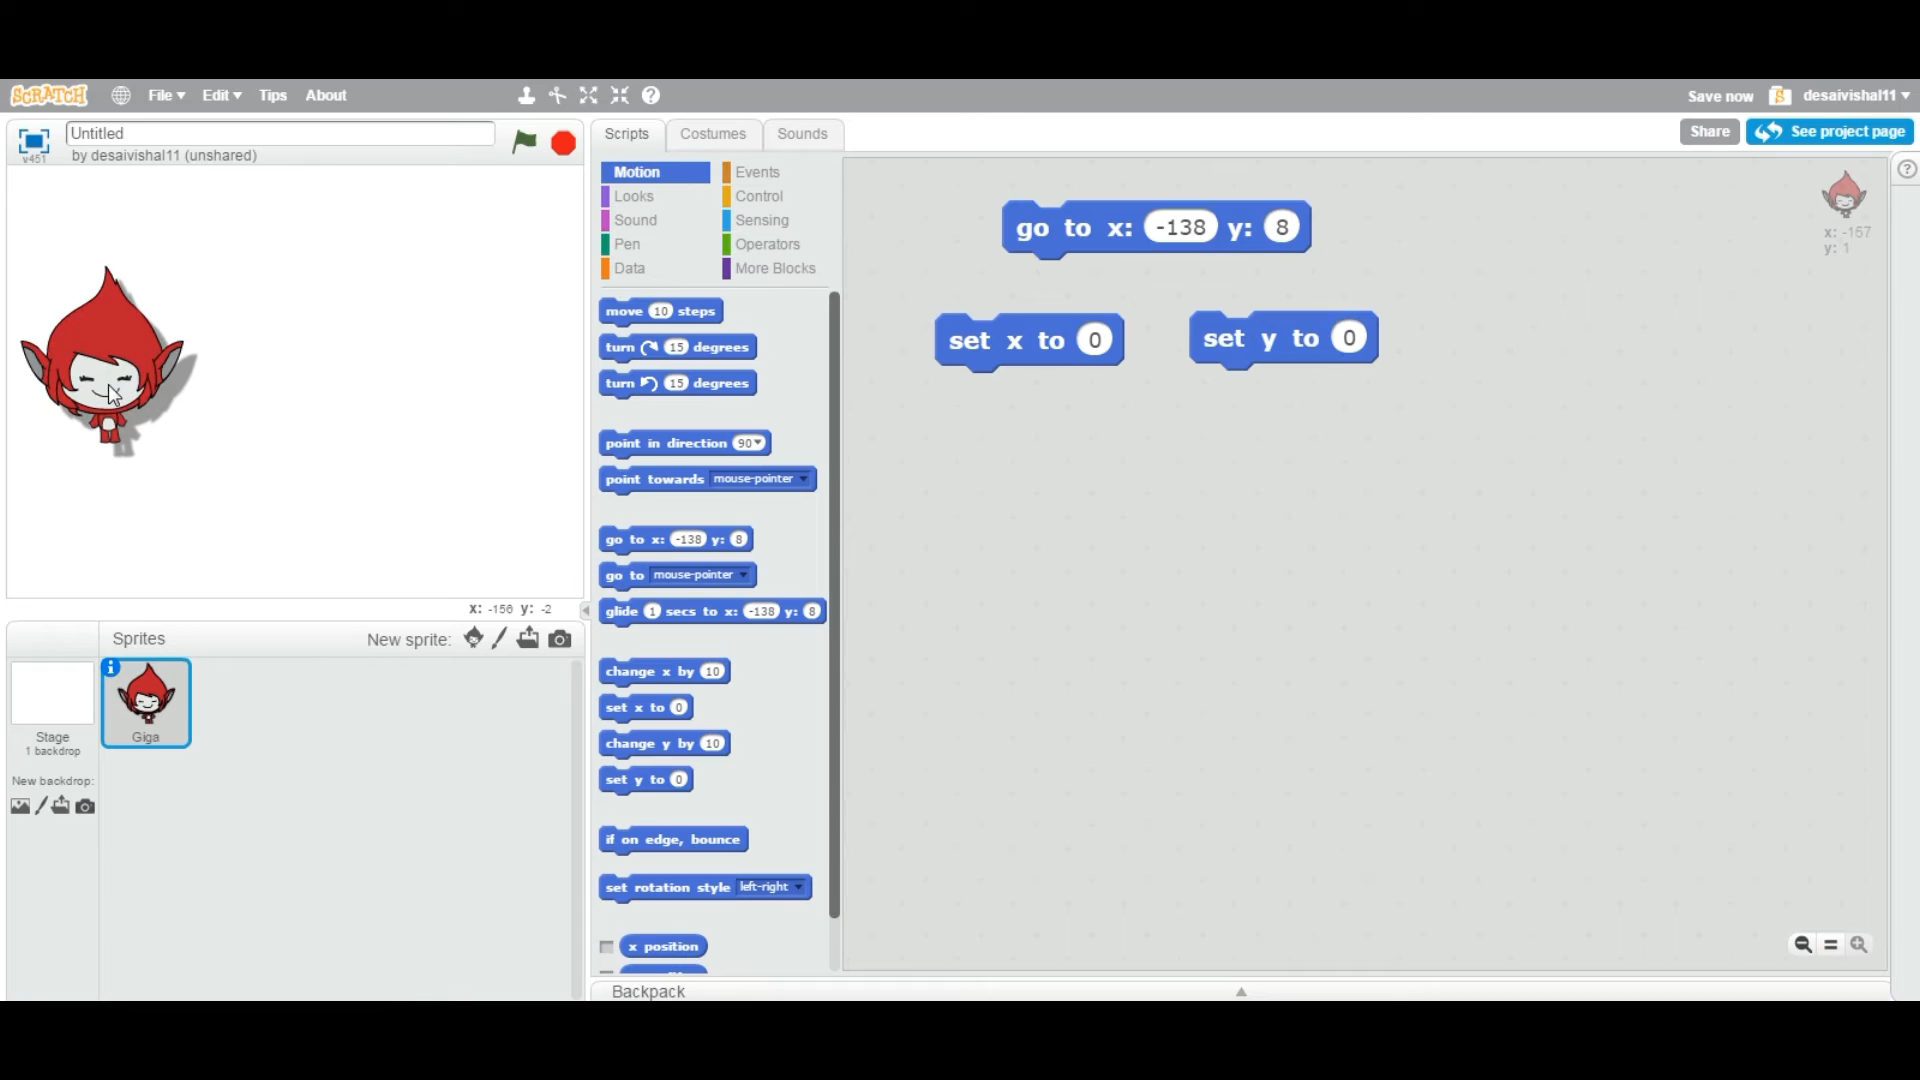 SCRATCH File Edit Tips About Save now desaivishal11
v451 Untitled
by desaivishal11 (unshared)
Scripts Costumes Sounds
Share See project page
Motion Events
Looks Control
Sound Sensing
Pen Operators
Data More Blocks
move 10 steps
turn 15 degrees
turn 15 degrees
point in direction 90
point towards mouse-pointer
go to x: -138 y: 8
go to mouse-pointer
glide 1 secs to x: -138 y: 8
change x by 10
set x to 0
change y by 10
set y to 0
if on edge, bounce
set rotation style left-right
x position
go to x: -138 y: 8
set x to 0 set y to 0
x: -157
y: 1
x: -156 y: -2
Sprites New sprite:
Stage
1 backdrop
New backdrop:
Giga
Backpack